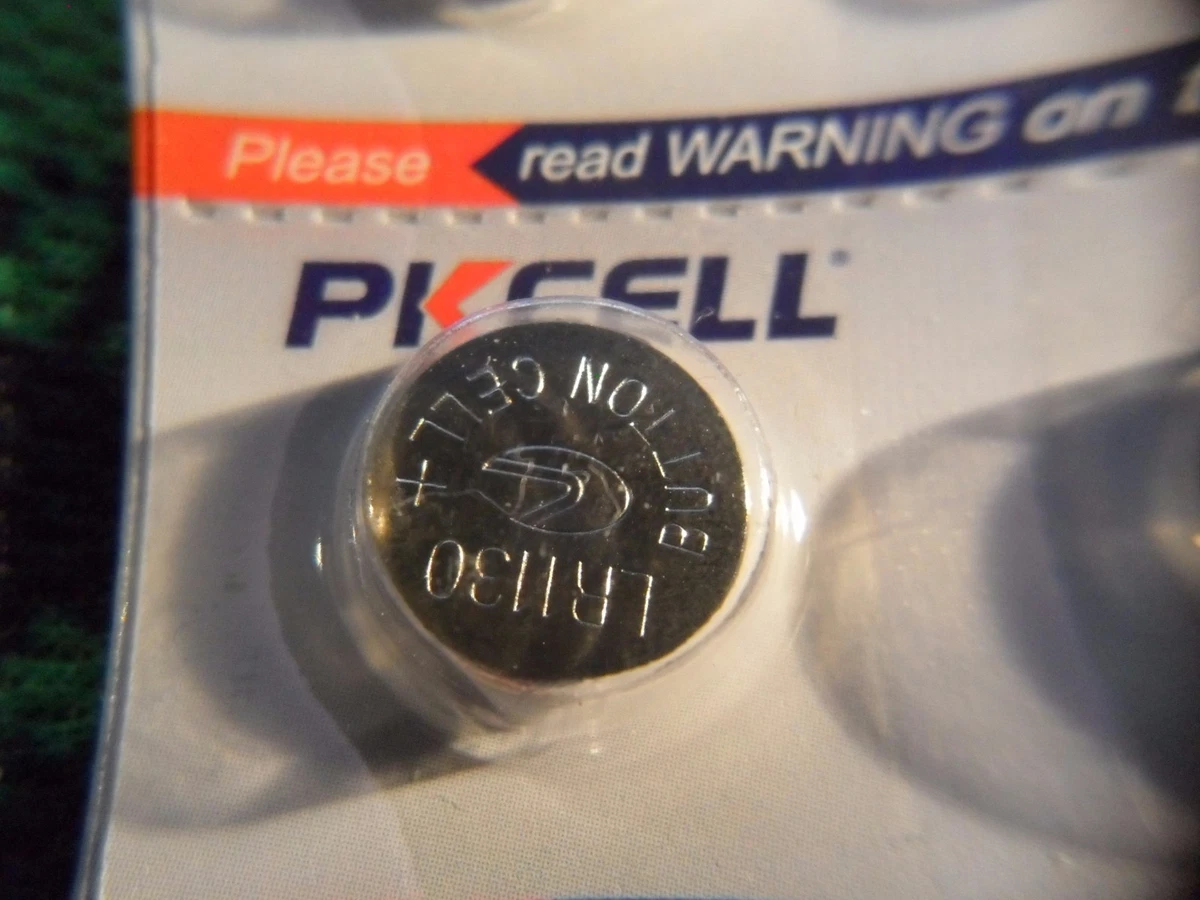 Please read WARNING on
PKCELL®
BUTTON CELL +
LR1130